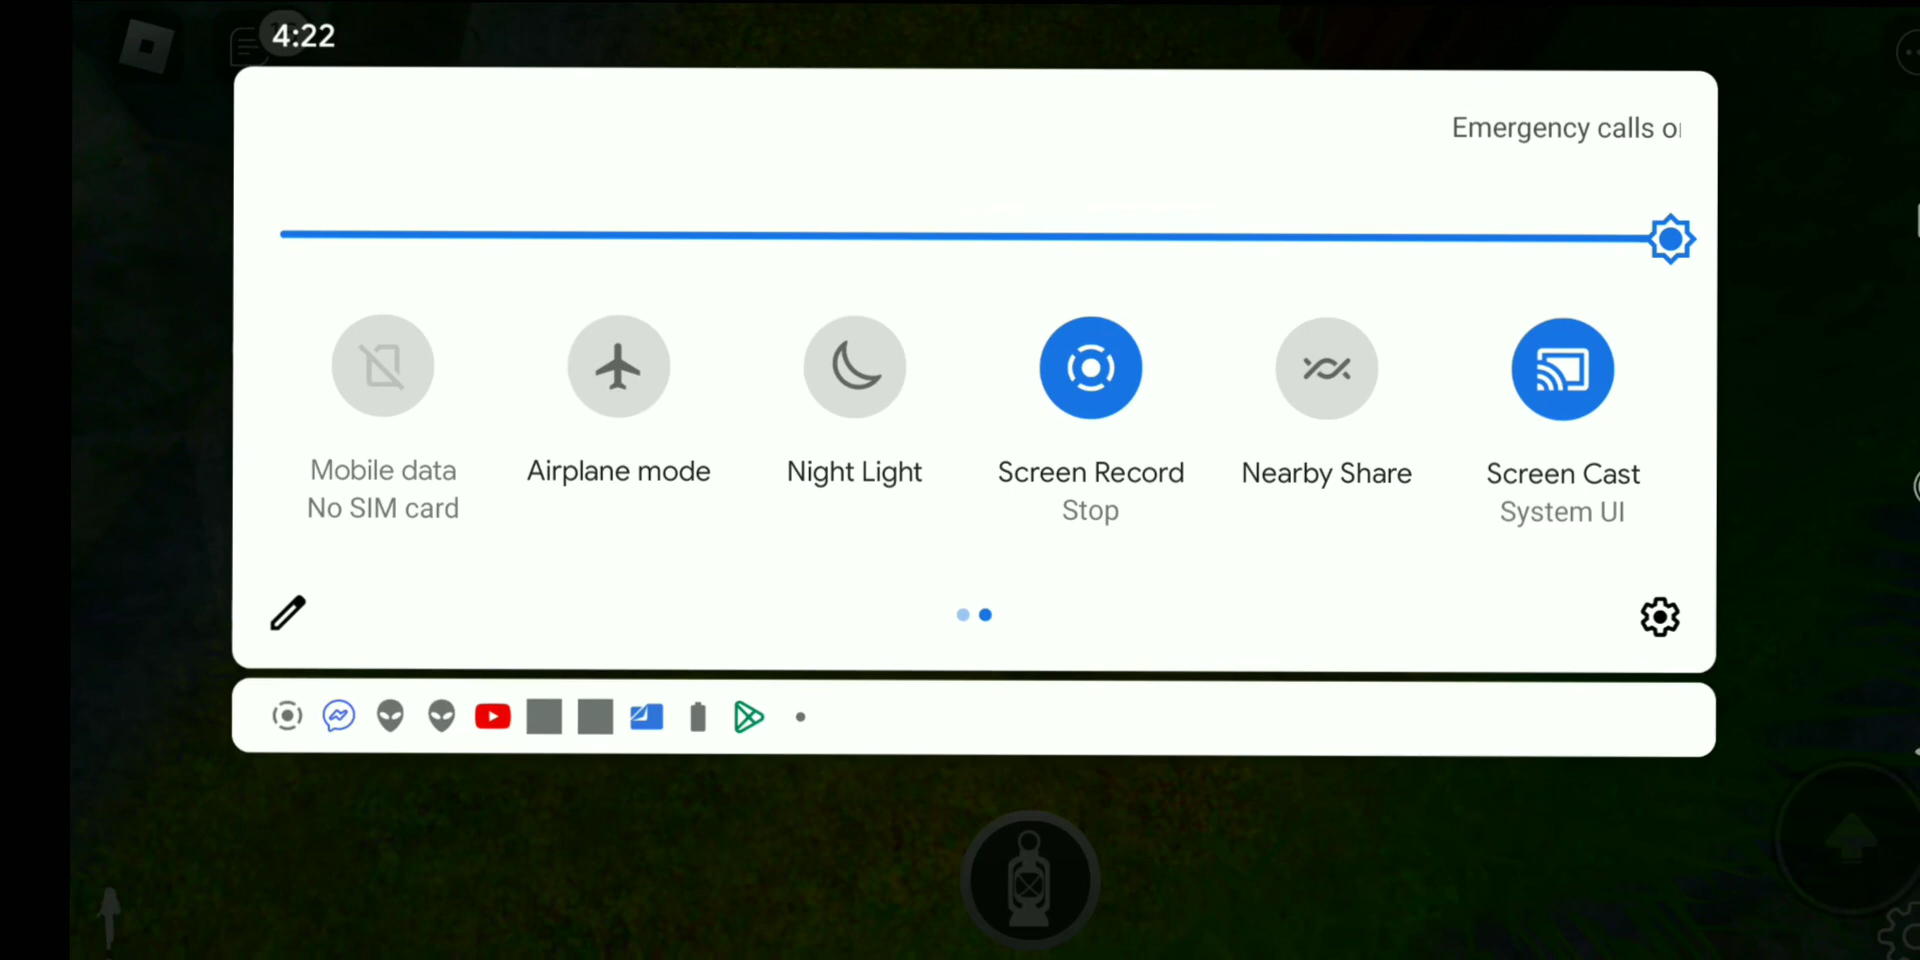 4:22
Emergency calls o
Mobile data
No SIM card
Airplane mode
Night Light
Screen Record
Stop
Nearby Share
Screen Cast
System UI